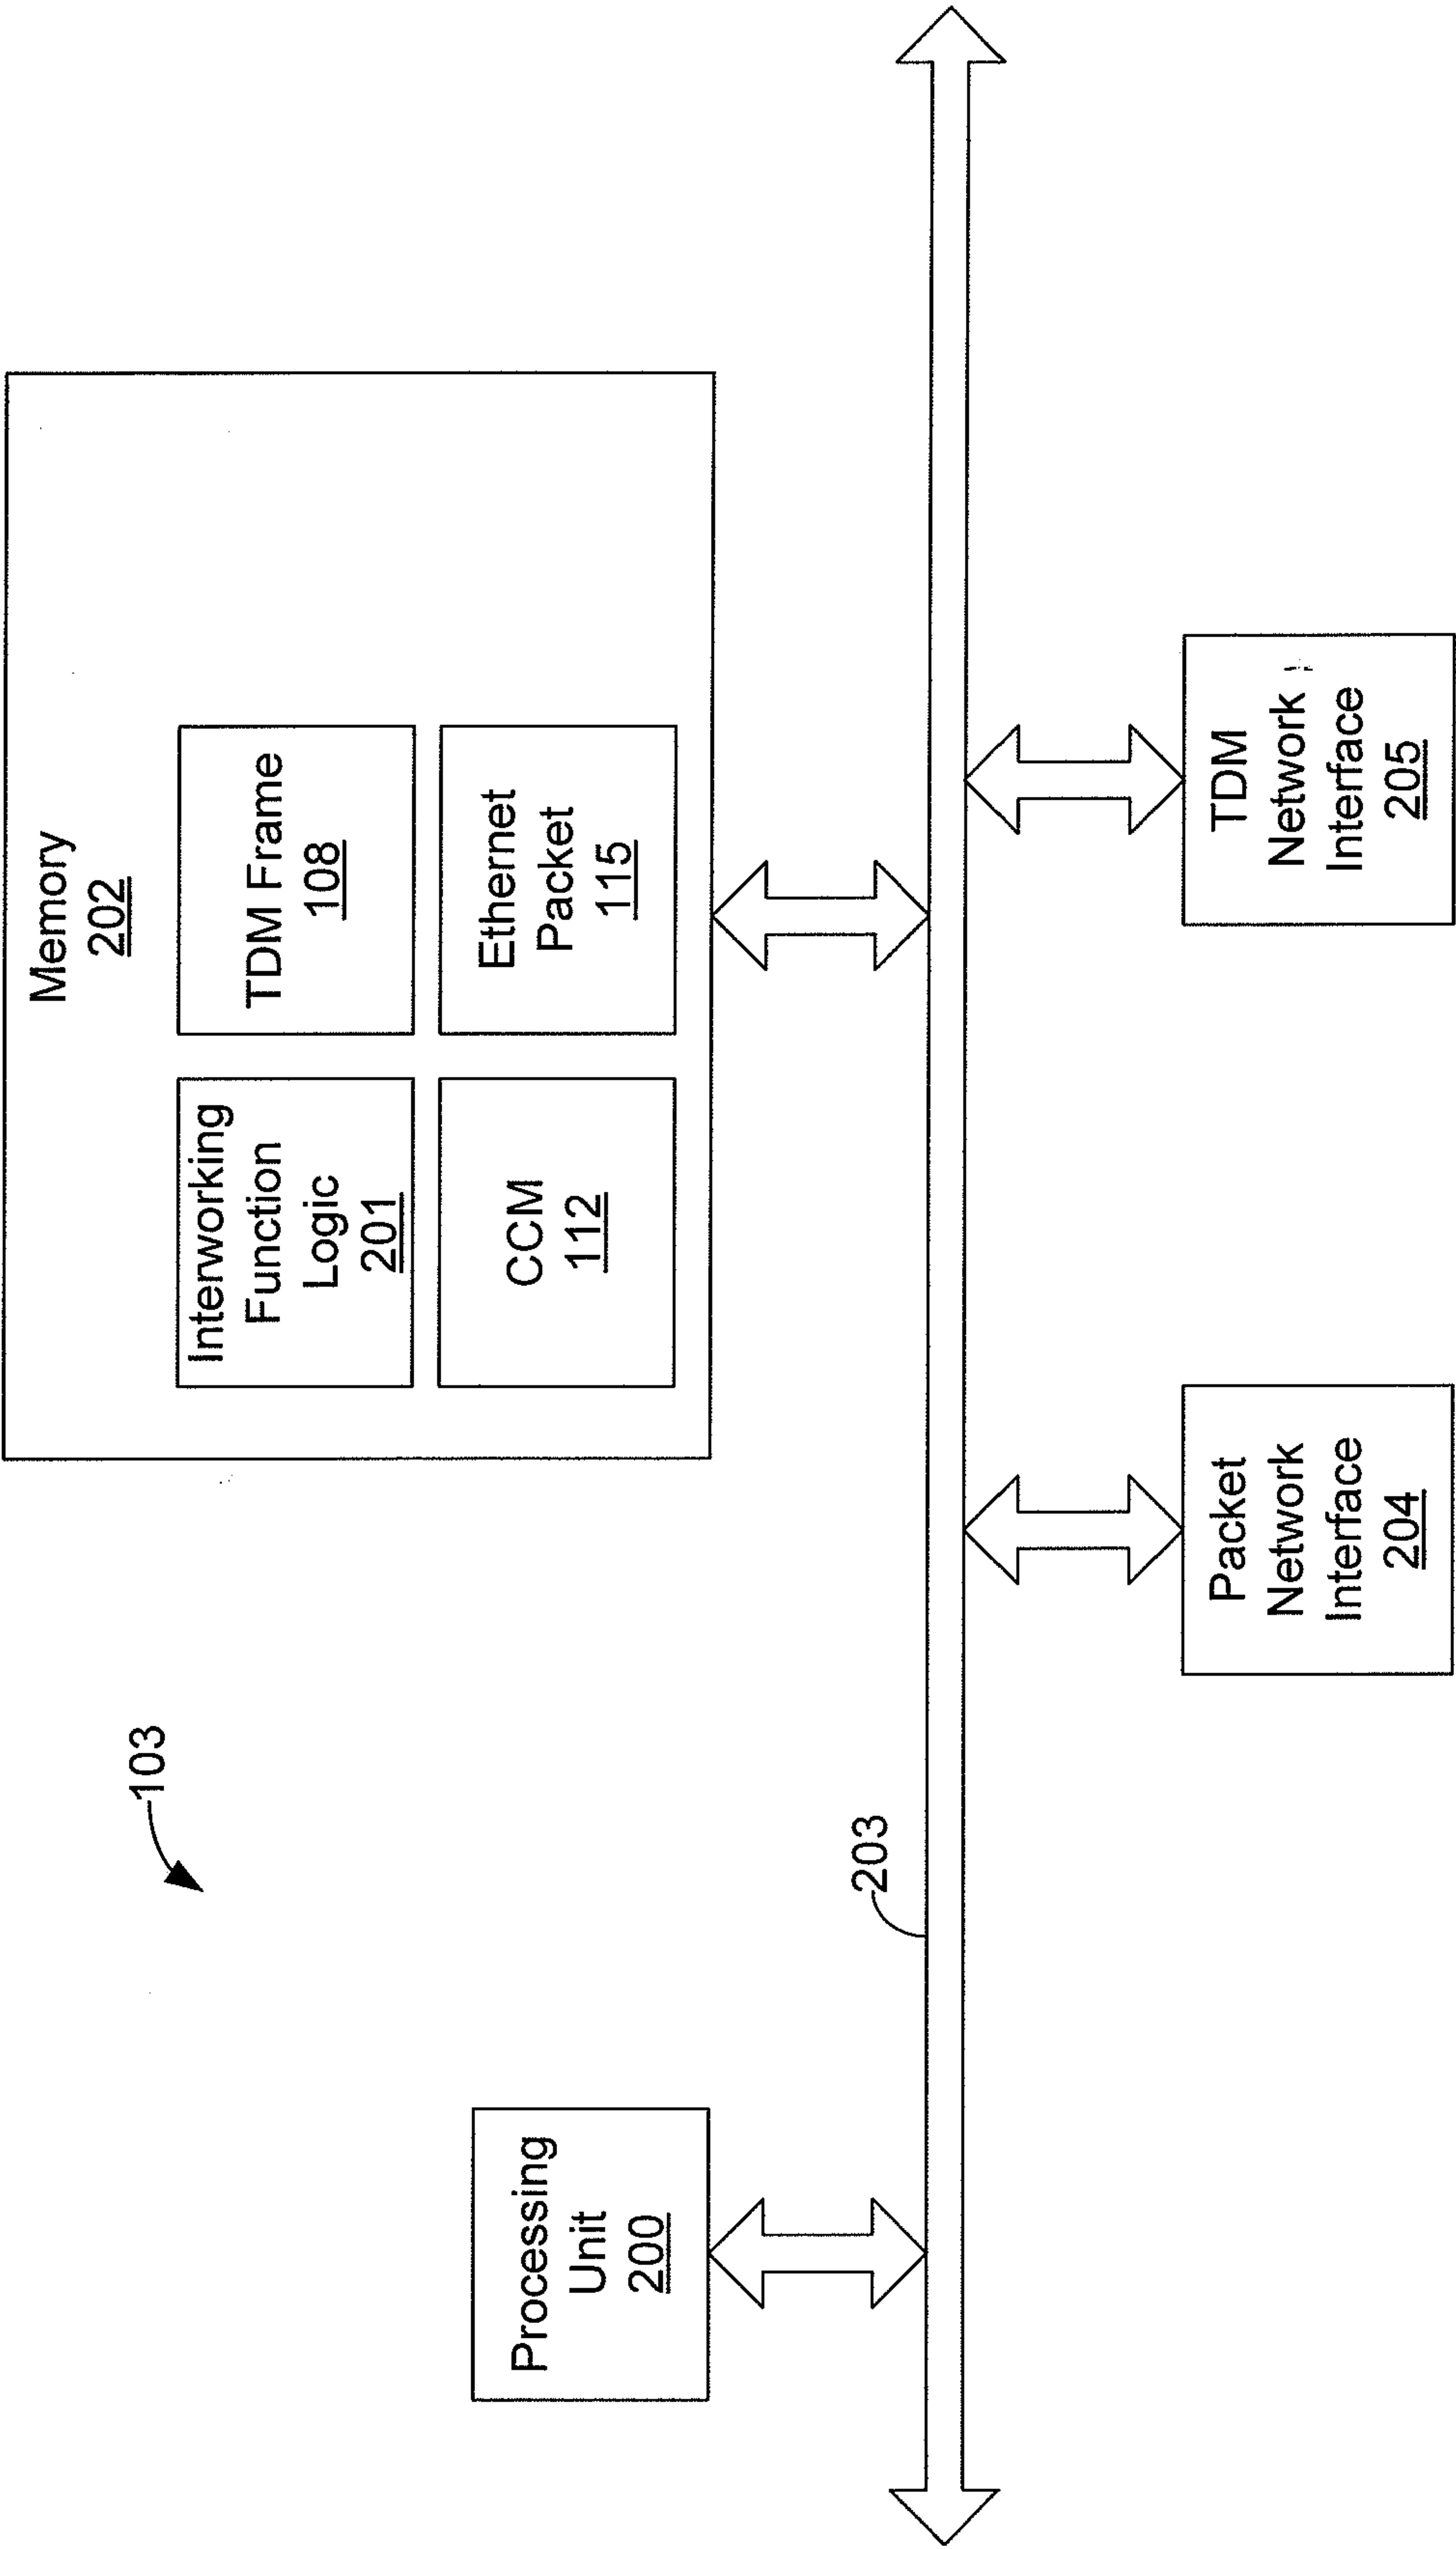 Memory
202
Interworking
Function
Logic
201
TDM Frame
108
CCM
112
Ethernet
Packet
115
103
Processing
Unit
200
203
Packet
Network
Interface
204
TDM
Network
Interface
205